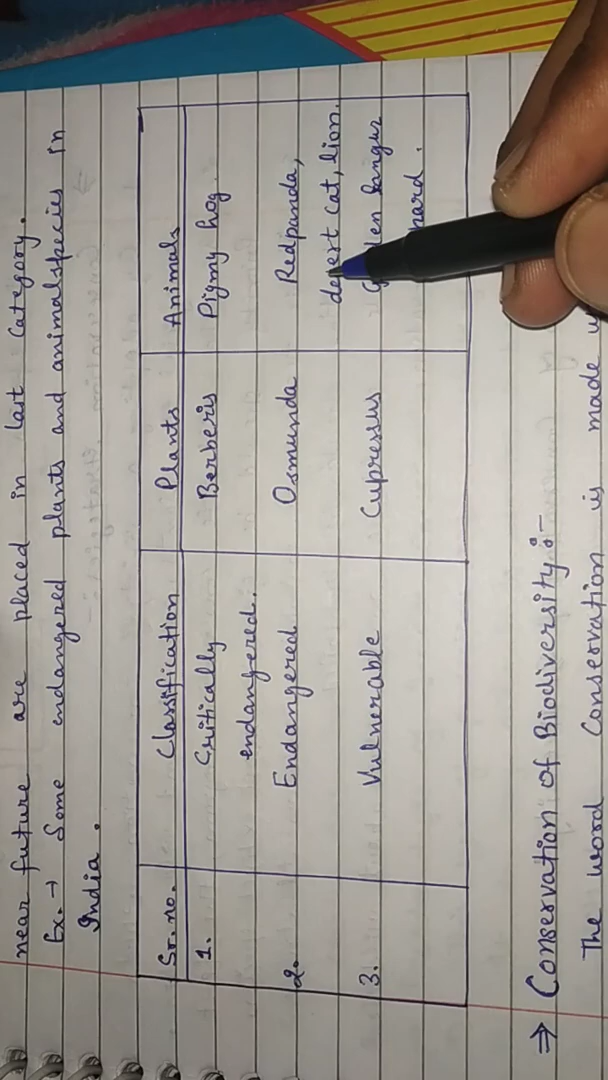 near future are placed in last category.
Ex. → Some endangered plants and animalspecies in
India.
Sr. no. Classification Plants Animals
1. Critically Berberis Pigmy hog.
endangered.
2. Endangered Osmunda Redpanda,
desert cat, lion.
3. Vulnerable Cupressus langur
⇒ Conservation of Biodiversity :-
The word Conservation is made